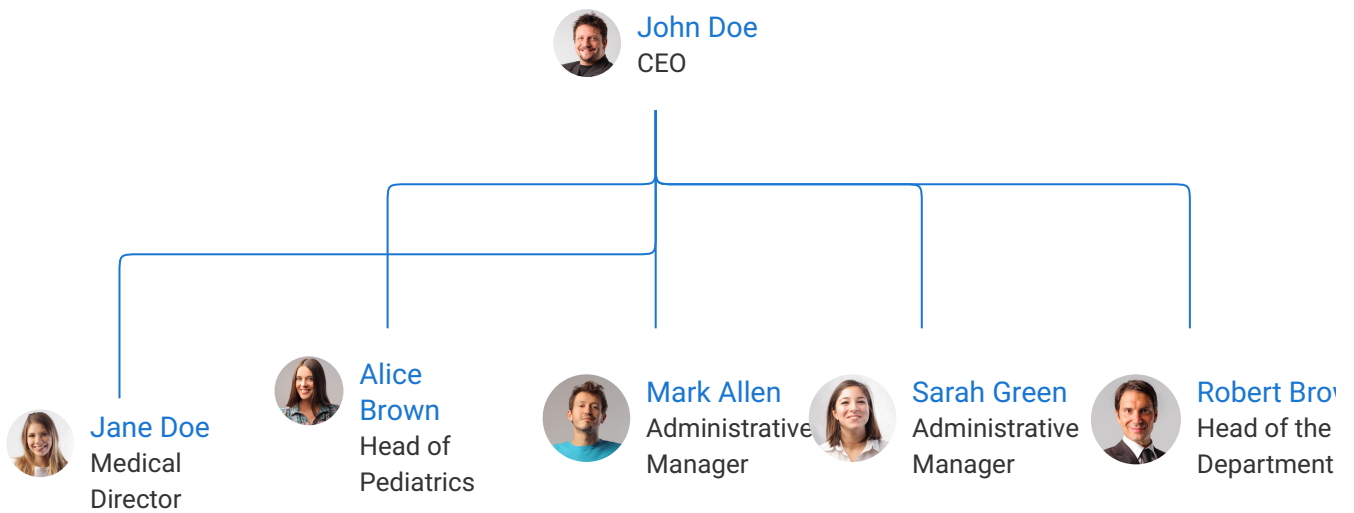 John Doe
CEO
Jane Doe
Medical
Director
Alice
Brown
Head of
Pediatrics
Mark Allen
Administrative
Manager
Sarah Green
Administrative
Manager
Robert
Head of the
Department